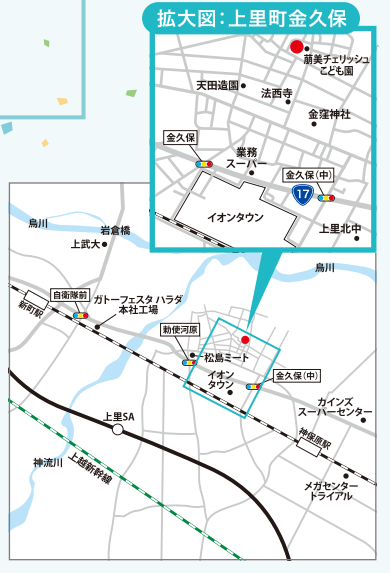 拡大図：上里町金久保
萠美チェリッシュ
こども園
天田造園
法西寺
金窪神社
金久保
業務
スーパー
金久保(中)
17
イオンタウン
上里北中
烏川
岩倉橋
上武大
烏川
自衛隊前
ガトーフェスタ ハラダ
本社工場
新町駅
勅使河原
松島ミート
イオン
タウン
金久保(中)
カインズ
スーパーセンター
上里SA
神保原駅
神流川
上越新幹線
メガセンター
トライアル